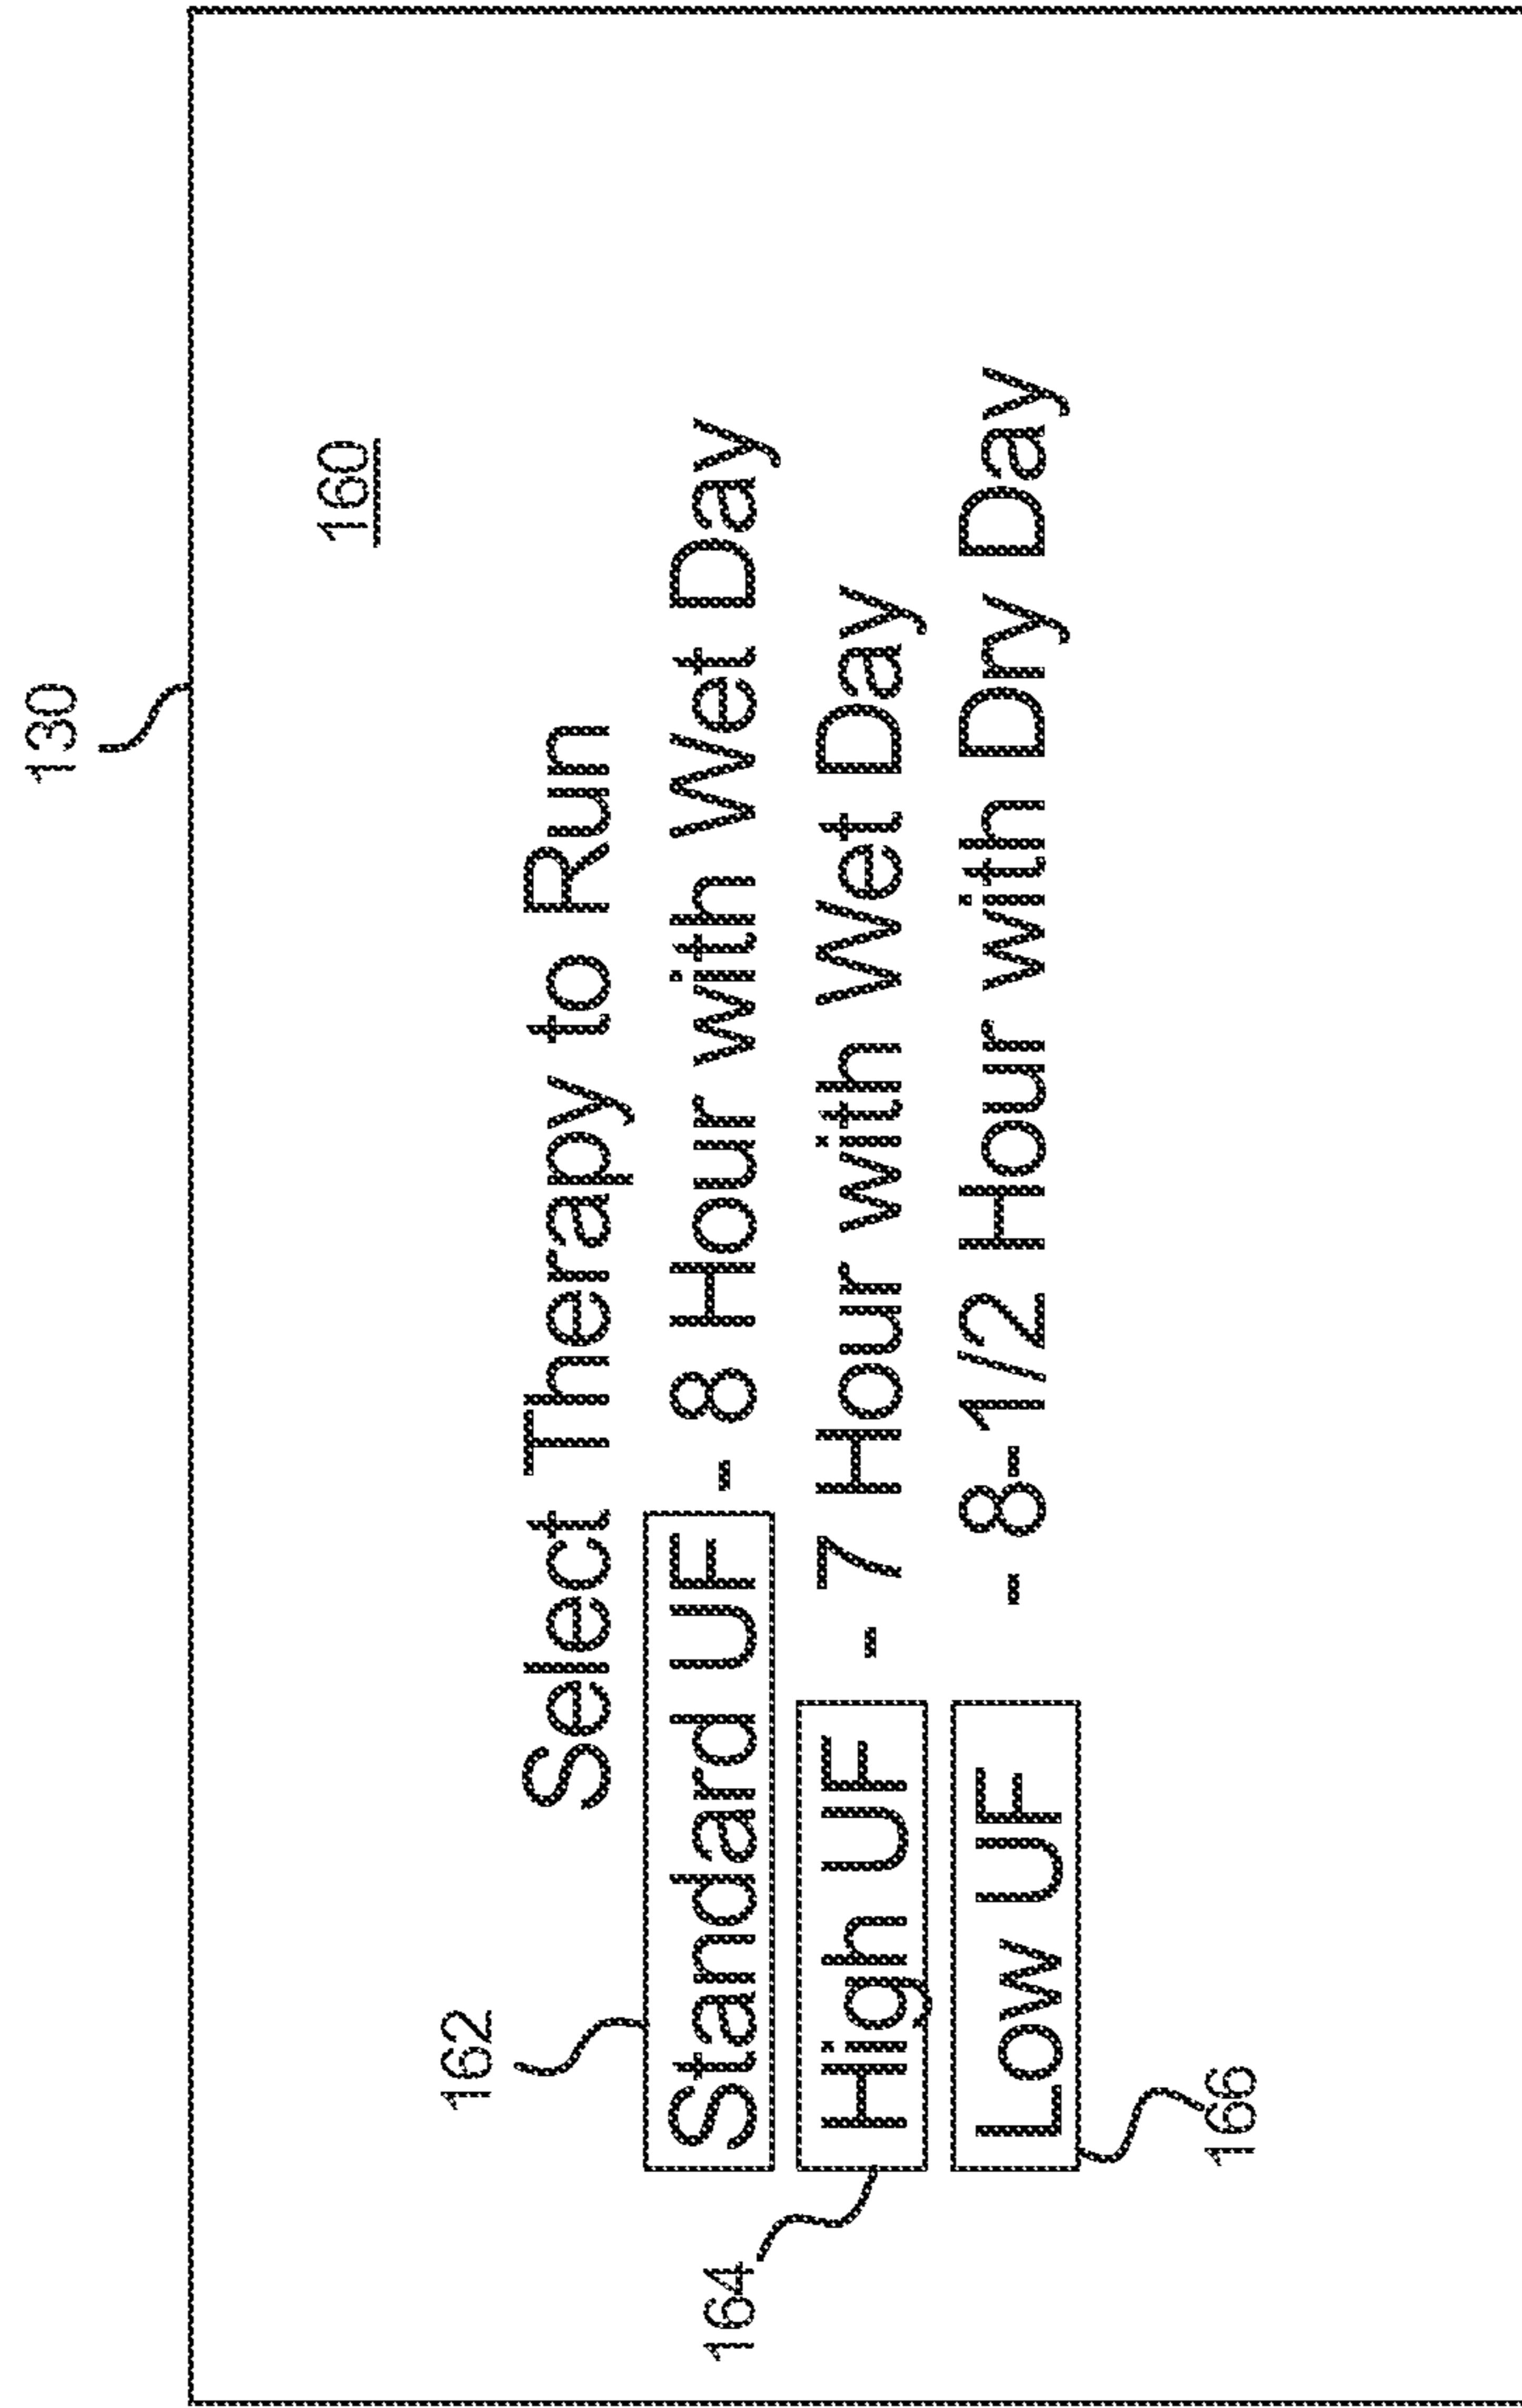 130
160
Select Therapy to Run
162
Standard UF - 8 Hour with Wet Day
164
High UF - 7 Hour with Wet Day
Low UF - 8-1/2 Hour with Dry Day
166